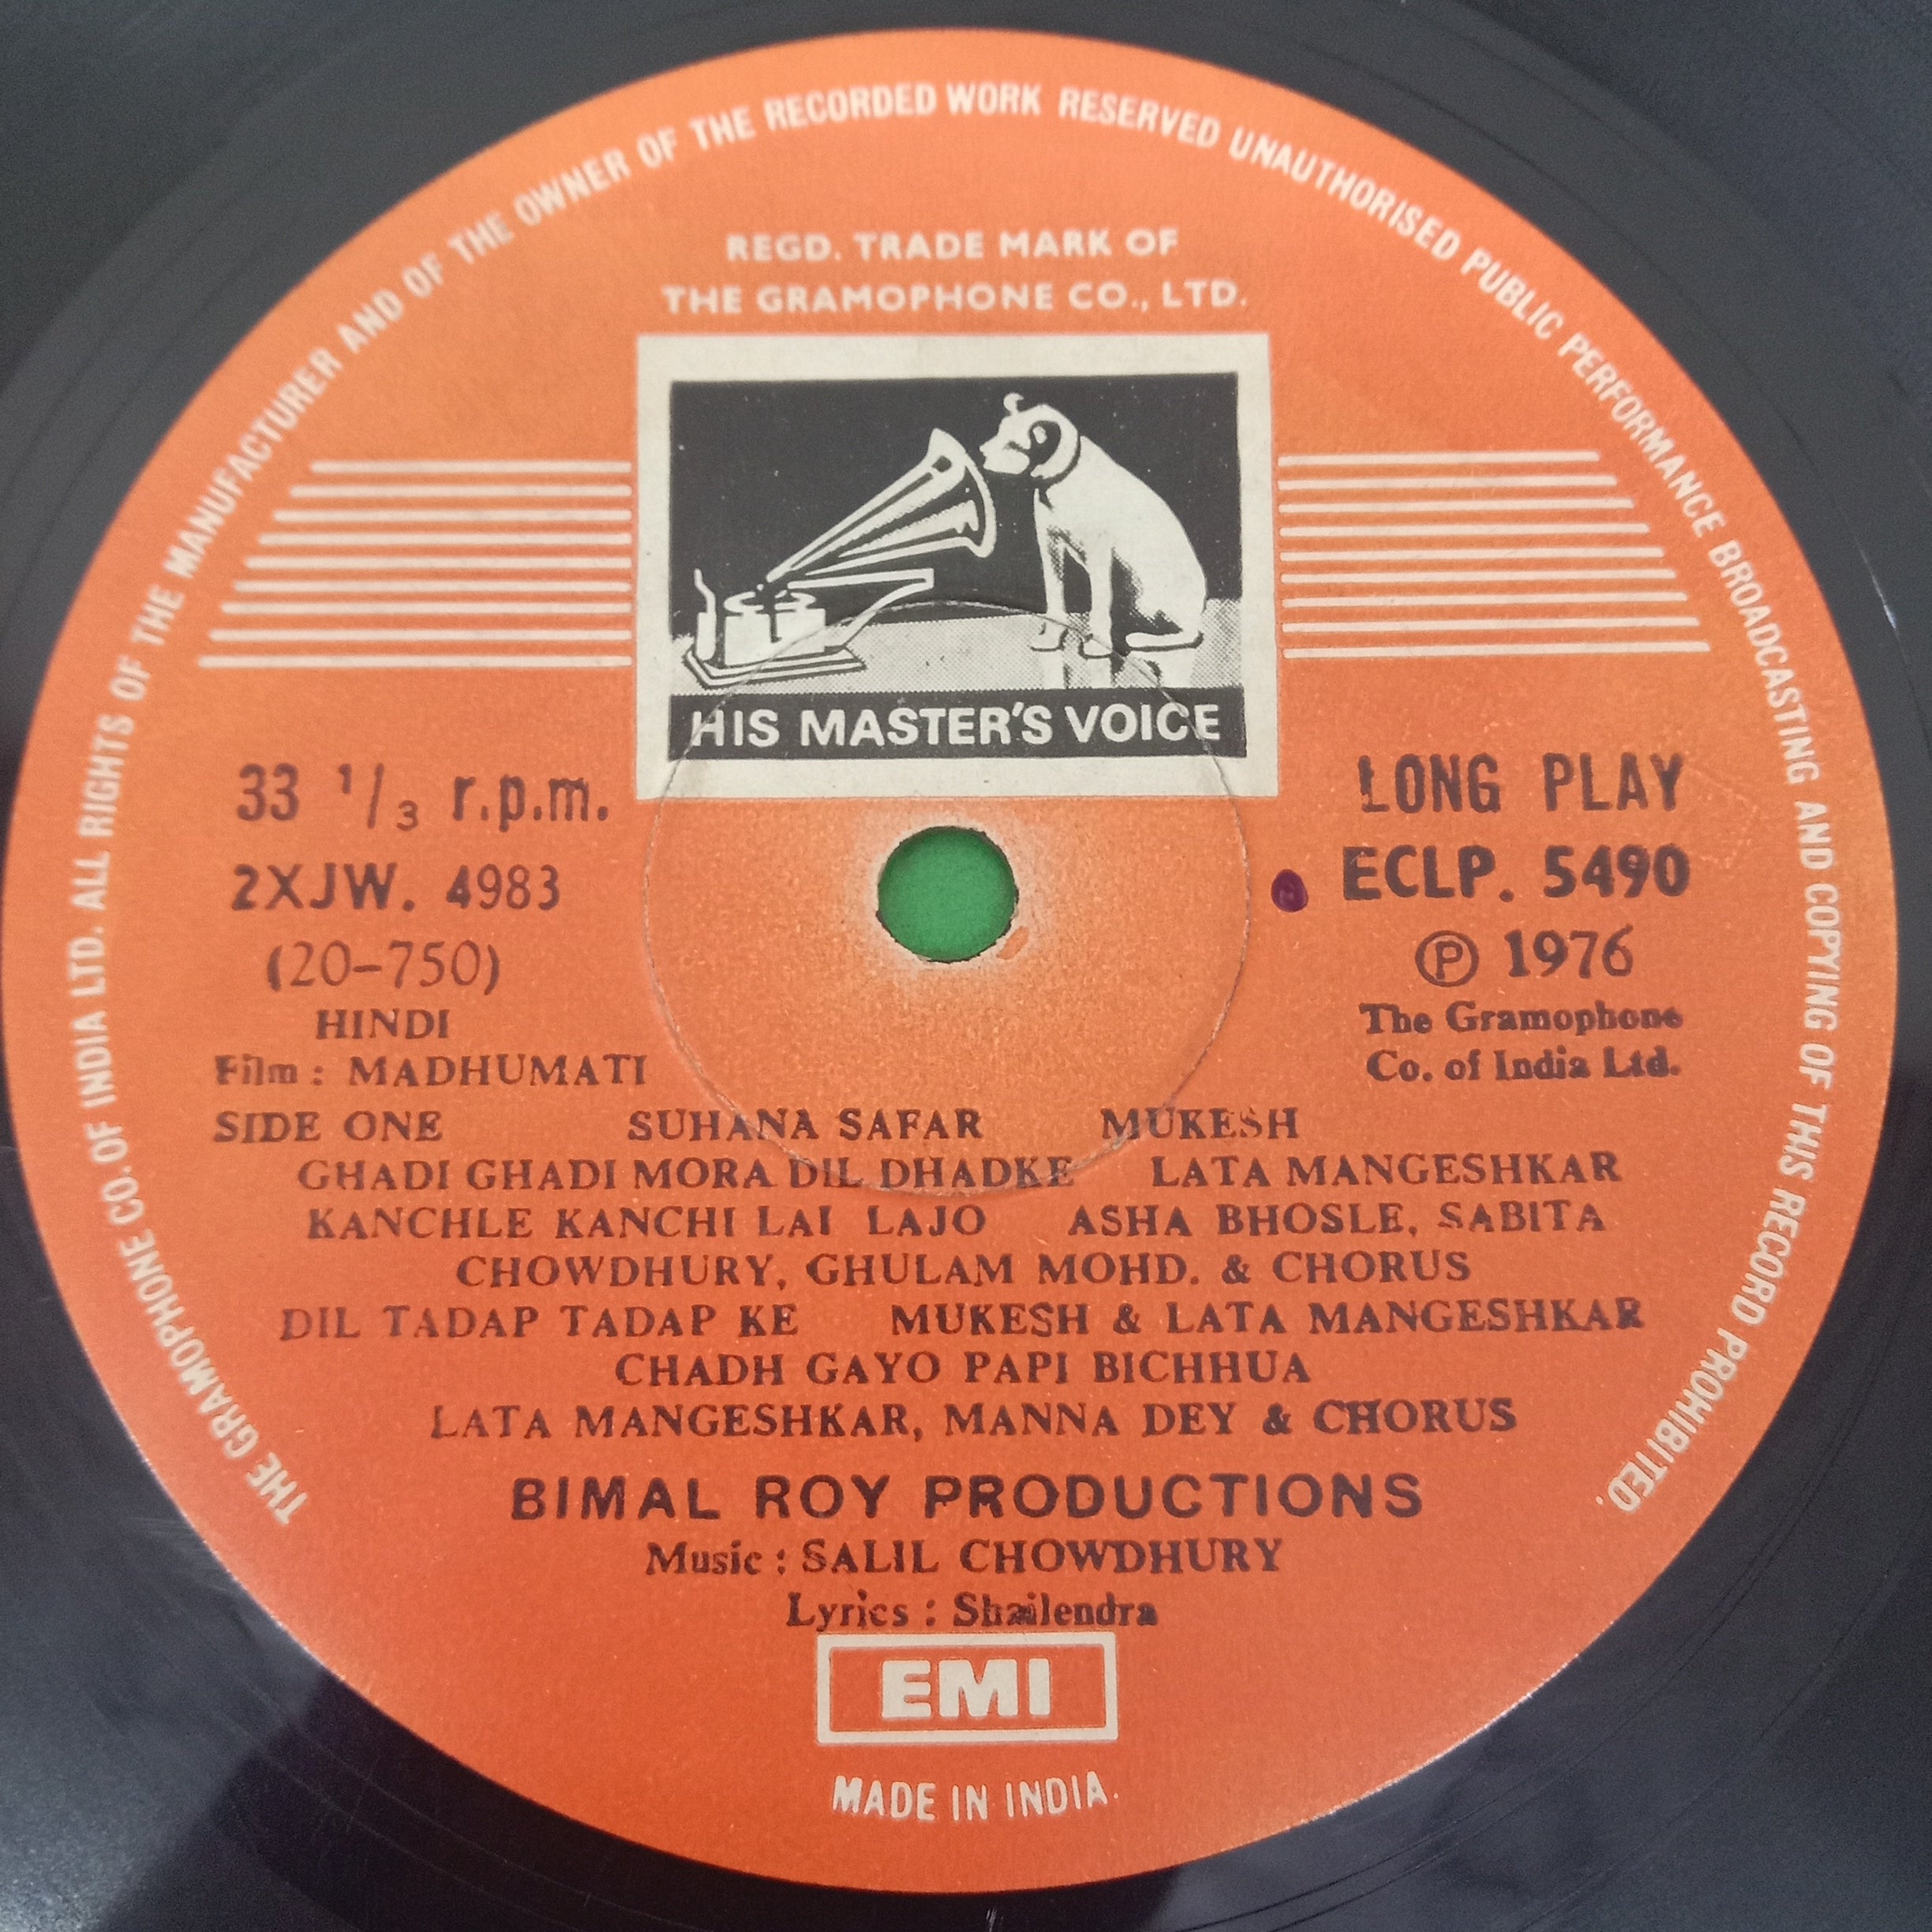 THE GRAMOPHONE CO. OF INDIA LTD. ALL RIGHTS OF THE MANUFACTURER AND OF THE OWNER OF THE RECORDED WORK RESERVED UNAUTHORISED PUBLIC PERFORMANCE BROADCASTING AND COPYING OF THIS RECORD PROHIBITED.
REGD. TRADE MARK OF
THE GRAMOPHONE CO., LTD.
HIS MASTER'S VOICE
33 1/3 r.p.m.
2XJW. 4983
(20-750)
HINDI
Film : MADHUMATI
LONG PLAY
ECLP. 5490
℗ 1976
The Gramophone
Co. of India Ltd.
SIDE ONE SUHANA SAFAR MUKESH
GHADI GHADI MORA DIL DHADKE LATA MANGESHKAR
KANCHLE KANCHI LAI LAJO ASHA BHOSLE, SABITA
CHOWDHURY, GHULAM MOHD. & CHORUS
DIL TADAP TADAP KE MUKESH & LATA MANGESHKAR
CHADH GAYO PAPI BICHHUA
LATA MANGESHKAR, MANNA DEY & CHORUS
BIMAL ROY PRODUCTIONS
Music : SALIL CHOWDHURY
Lyrics : Shailendra
EMI
MADE IN INDIA.